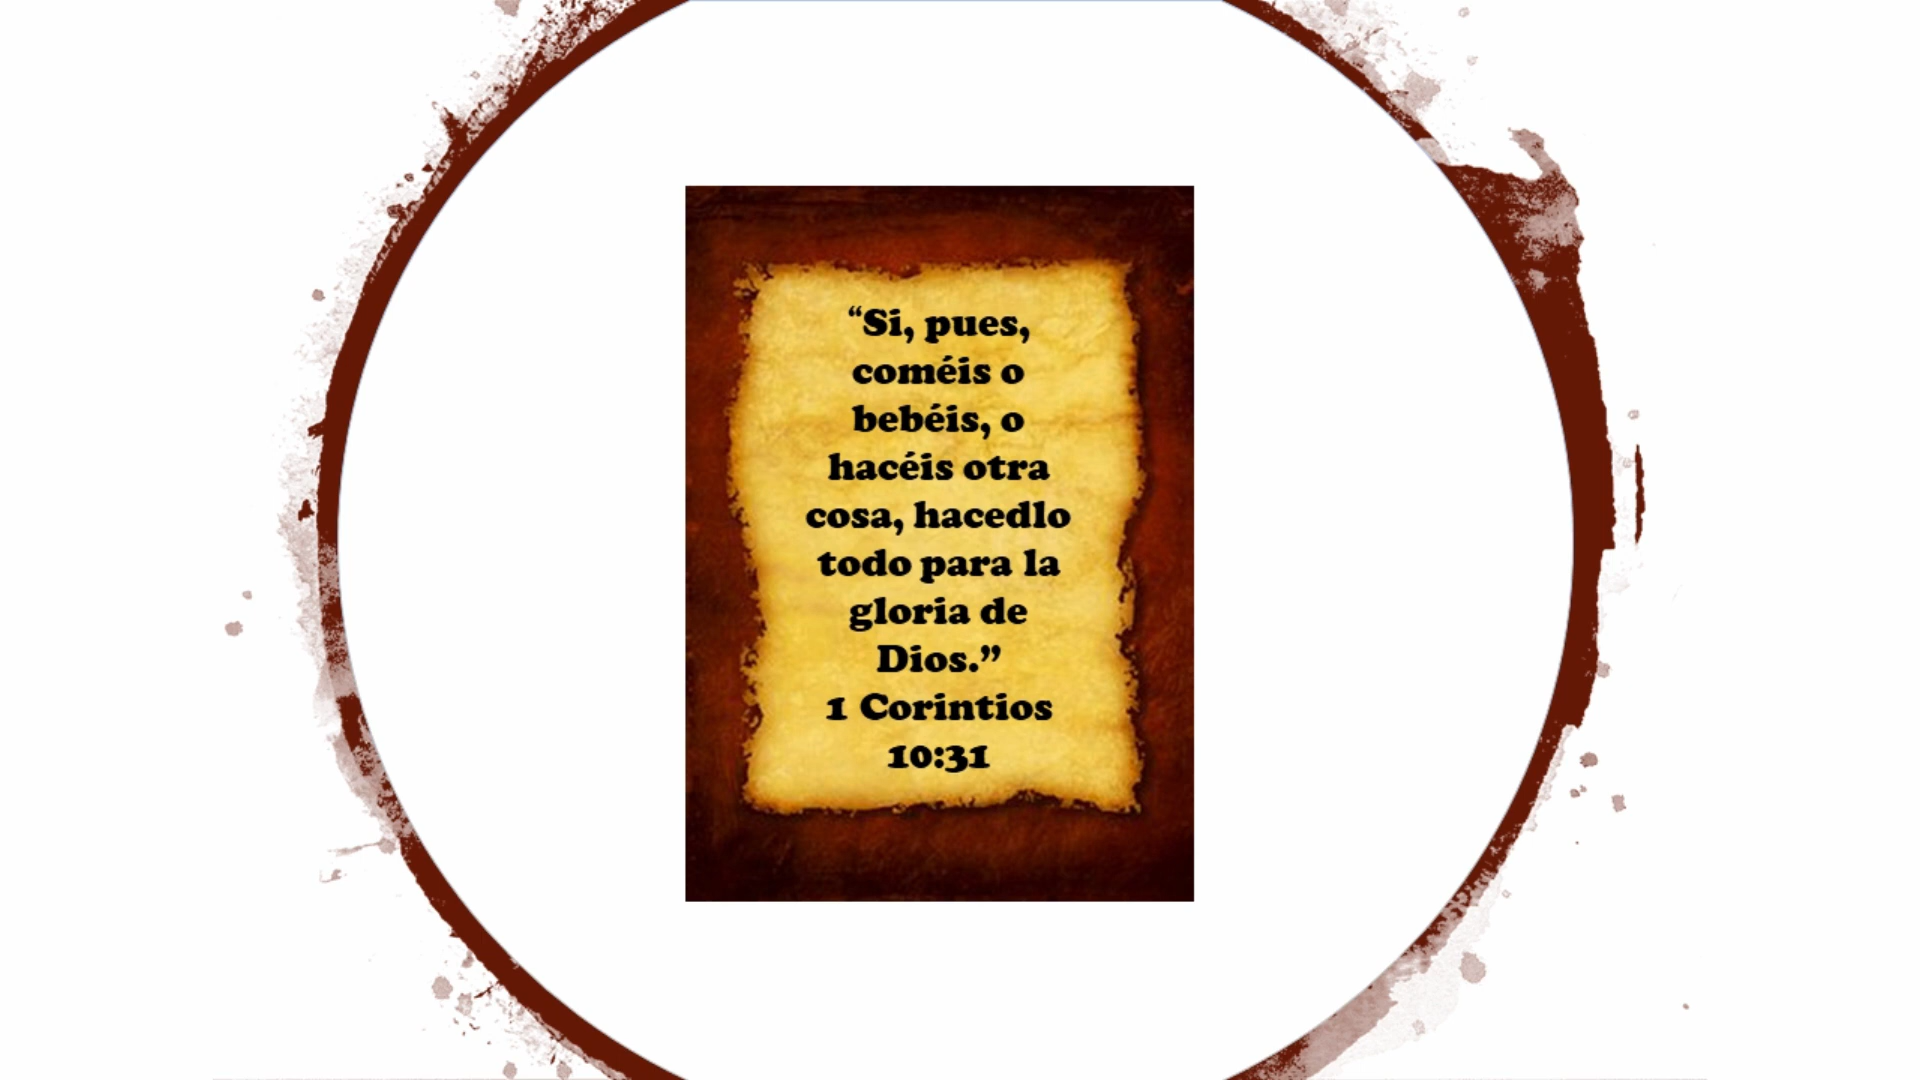 “Si, pues,
coméis o
bebéis, o
hacéis otra
cosa, hacedlo
todo para la
gloria de
Dios.”
1 Corintios
10:31